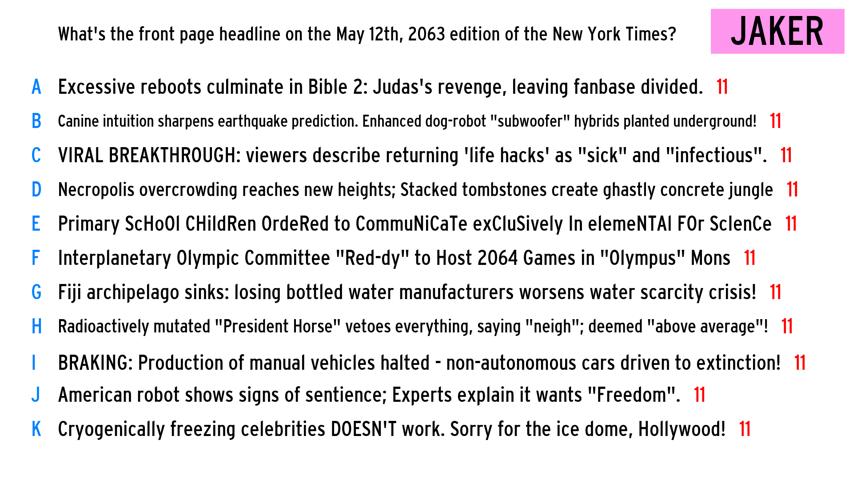 What's the front page headline on the May 12th, 2063 edition of the New York Times? JAKER
A Excessive reboots culminate in Bible 2: Judas's revenge, leaving fanbase divided. 11
B Canine intuition sharpens earthquake prediction. Enhanced dog-robot "subwoofer" hybrids planted underground! 11
C VIRAL BREAKTHROUGH: viewers describe returning 'life hacks' as "sick" and "infectious". 11
D Necropolis overcrowding reaches new heights; Stacked tombstones create ghastly concrete jungle 11
E Primary ScHoOl CHildRen OrdeRed to CommuNiCaTe exCluSively In elemeNTAl FOr ScIenCe 11
F Interplanetary Olympic Committee "Red-dy" to Host 2064 Games in "Olympus" Mons 11
G Fiji archipelago sinks: losing bottled water manufacturers worsens water scarcity crisis! 11
H Radioactively mutated "President Horse" vetoes everything, saying "neigh"; deemed "above average"! 11
I BRAKING: Production of manual vehicles halted - non-autonomous cars driven to extinction! 11
J American robot shows signs of sentience; Experts explain it wants "Freedom". 11
K Cryogenically freezing celebrities DOESN'T work. Sorry for the ice dome, Hollywood! 11